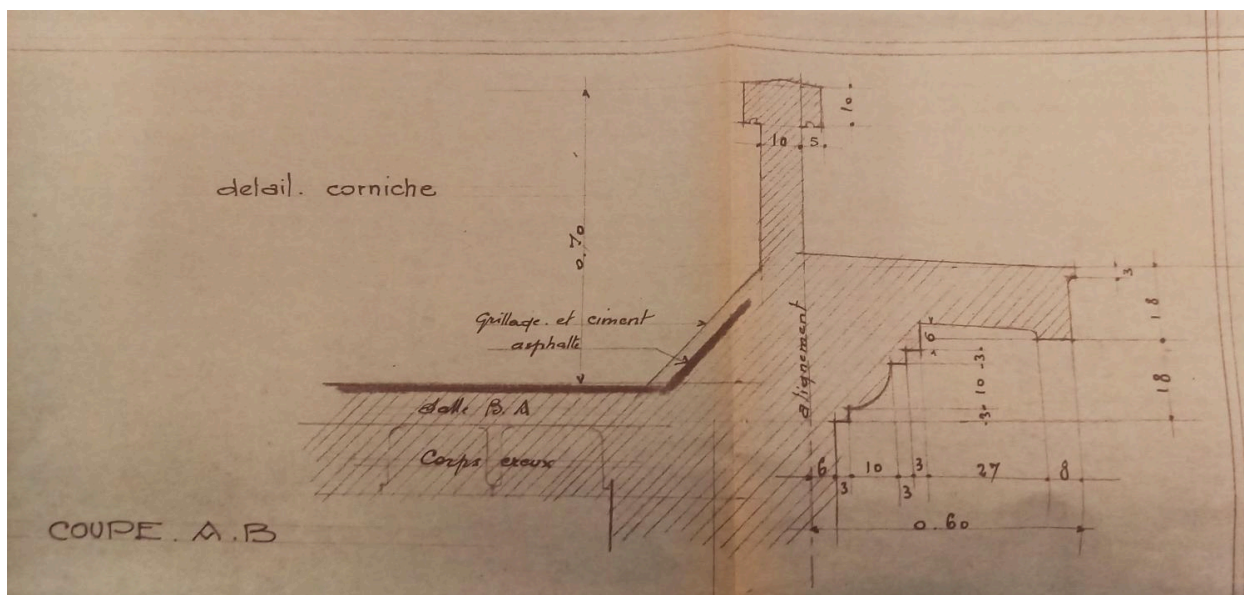 10
10 5
delail. corniche
0.70
3
18
Grillage. et ciment
asphalte
alignement
6
3
10
3
18
dalle B.A
Corps creux
6 3 10 3 3 27 8
0.60
COUPE. A.B